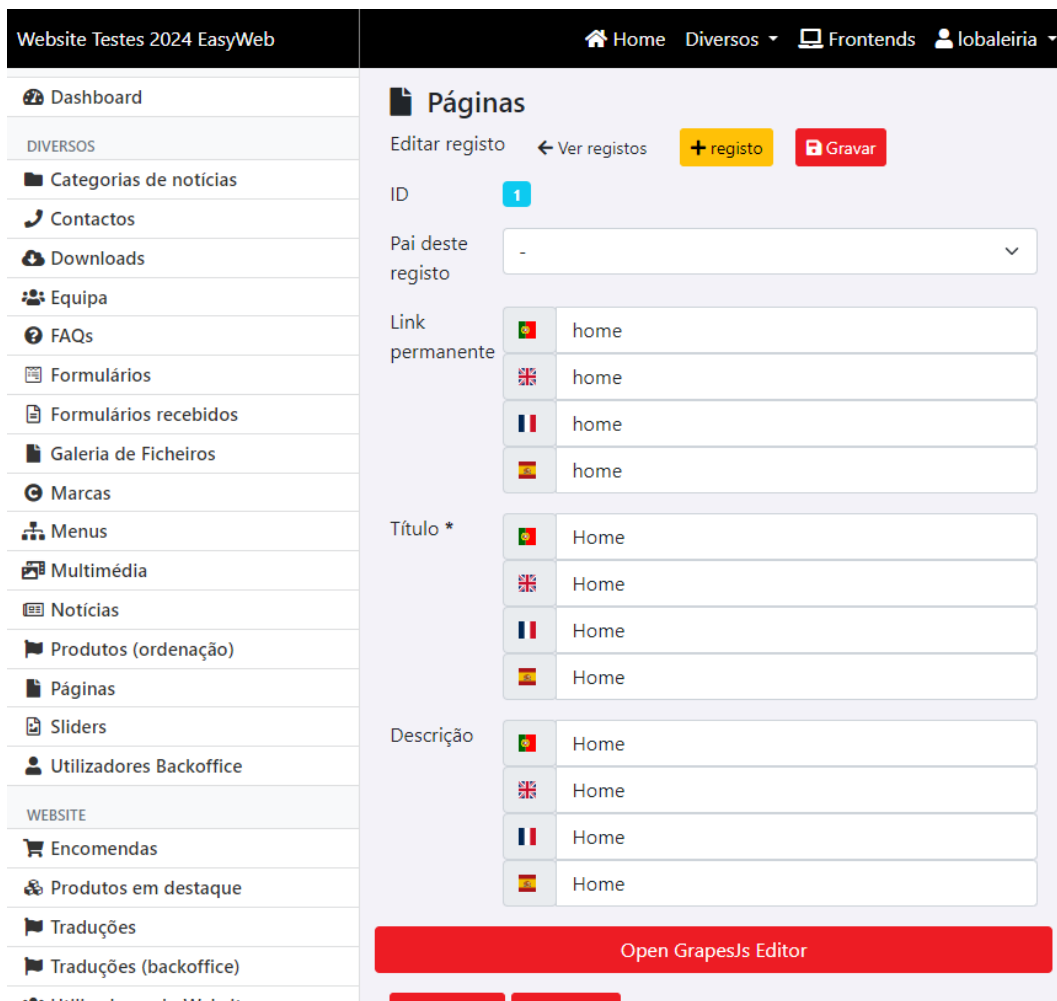 Website Testes 2024 EasyWeb
Home Diversos Frontends lobaleiria
Dashboard
DIVERSOS
Categorias de notícias
Contactos
Downloads
Equipa
FAQs
Formulários
Formulários recebidos
Galeria de Ficheiros
Marcas
Menus
Multimédia
Notícias
Produtos (ordenação)
Páginas
Sliders
Utilizadores Backoffice
WEBSITE
Encomendas
Produtos em destaque
Traduções
Traduções (backoffice)
Páginas
Editar registo Ver registos + registo Gravar
ID 1
Pai deste
registo
-
Link
permanente
home
home
home
home
Título *
Home
Home
Home
Home
Descrição
Home
Home
Home
Home
Open GrapesJs Editor